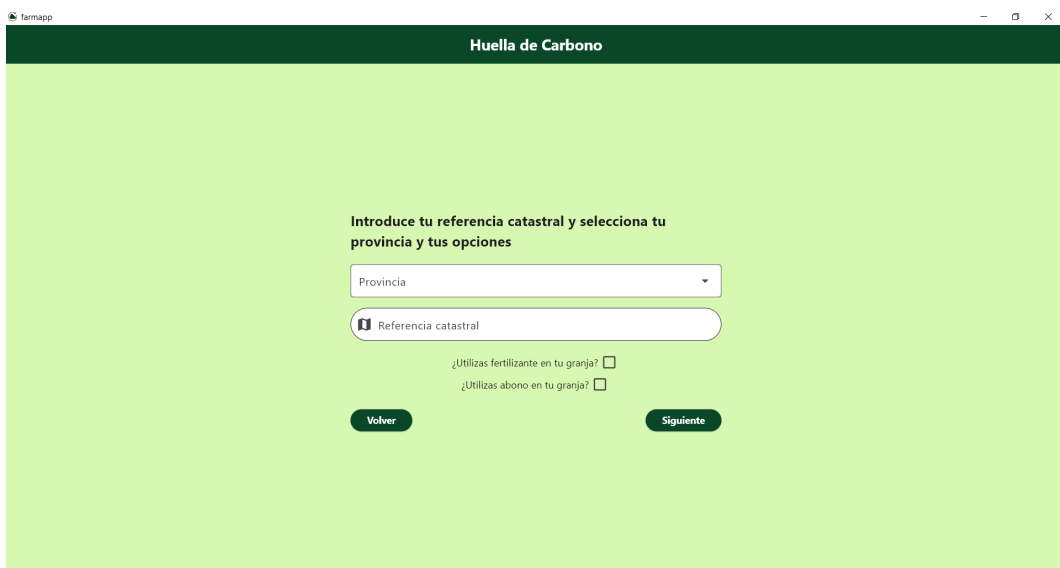 farmapp
Huella de Carbono
Introduce tu referencia catastral y selecciona tu
provincia y tus opciones
Provincia
Referencia catastral
¿Utilizas fertilizante en tu granja?
¿Utilizas abono en tu granja?
Volver
Siguiente